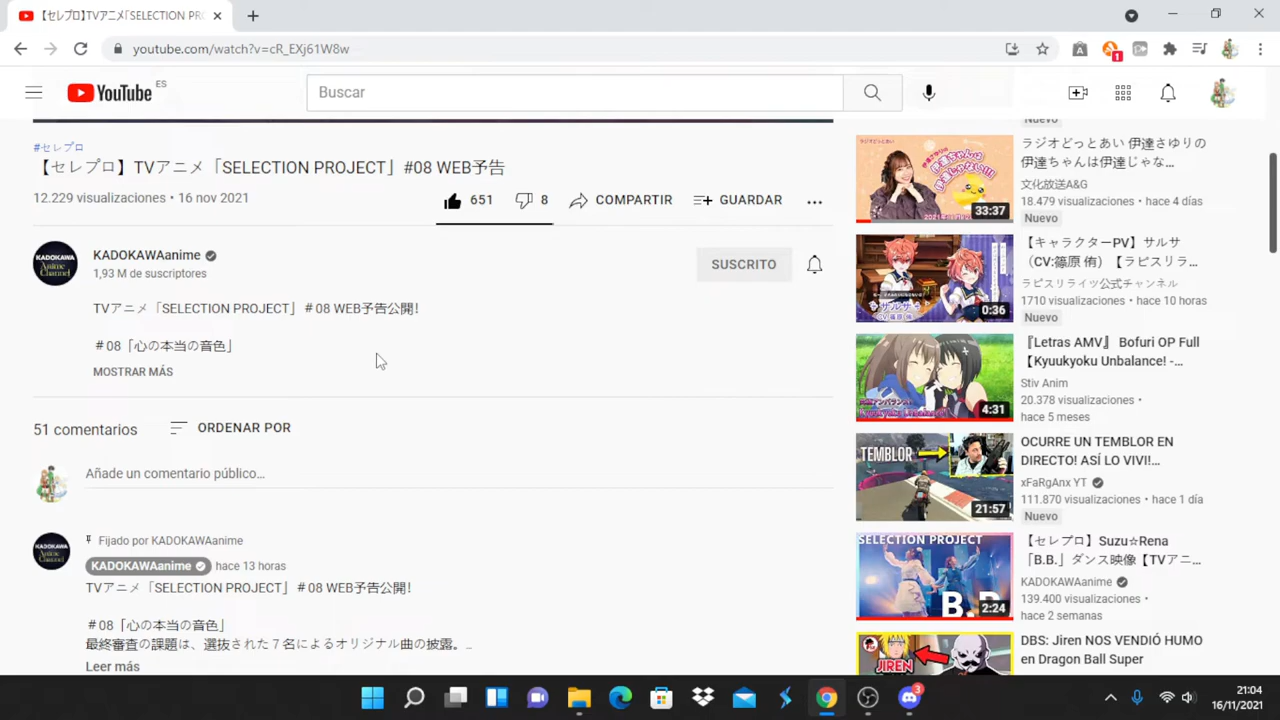 【セレプロ】TVアニメ「SELECTION PRO
youtube.com/watch?v=cR_EXj61W8w
1
YouTube ES
Buscar
#セレプロ
【セレプロ】TVアニメ「SELECTION PROJECT」#08 WEB予告
12.229 visualizaciones • 16 nov 2021
651
8
COMPARTIR
GUARDAR
KADOKAWA
Anime
Channel
KADOKAWAanime
1,93 M de suscriptores
SUSCRITO
TVアニメ「SELECTION PROJECT」＃08 WEB予告公開！
＃08「心の本当の音色」
MOSTRAR MÁS
51 comentarios
ORDENAR POR
Añade un comentario público...
Fijado por KADOKAWAanime
KADOKAWAanime
hace 13 horas
TVアニメ「SELECTION PROJECT」＃08 WEB予告公開！
＃08「心の本当の音色」
最終審査の課題は、選抜された７名によるオリジナル曲の披露。...
Leer más
Nuevo
33:37
ラジオどっとあい 伊達さゆりの
伊達ちゃんは伊達じゃな...
文化放送A&G
18.479 visualizaciones •
hace 4 días
Nuevo
0:36
【キャラクターPV】サルサ
（CV:篠原 侑）【ラピスリラ...
ラピスリライツ公式チャンネル
1710 visualizaciones •
hace 10 horas
Nuevo
4:31
『Letras AMV』 Bofuri OP Full
【Kyuukyoku Unbalance! -...
Stiv Anim
20.378 visualizaciones •
hace 5 meses
TEMBLOR
21:57
OCURRE UN TEMBLOR EN
DIRECTO! ASÍ LO VIVI!...
xFaRgAnx YT
111.870 visualizaciones •
hace 1 día
Nuevo
SELECTION PROJECT
B.B.
2:24
【セレプロ】Suzu☆Rena
「B.B.」ダンス映像【TVアニ...
KADOKAWAanime
139.400 visualizaciones •
hace 2 semanas
JIREN
DBS: Jiren NOS VENDIÓ HUMO
en Dragon Ball Super
3
21:04
16/11/2021